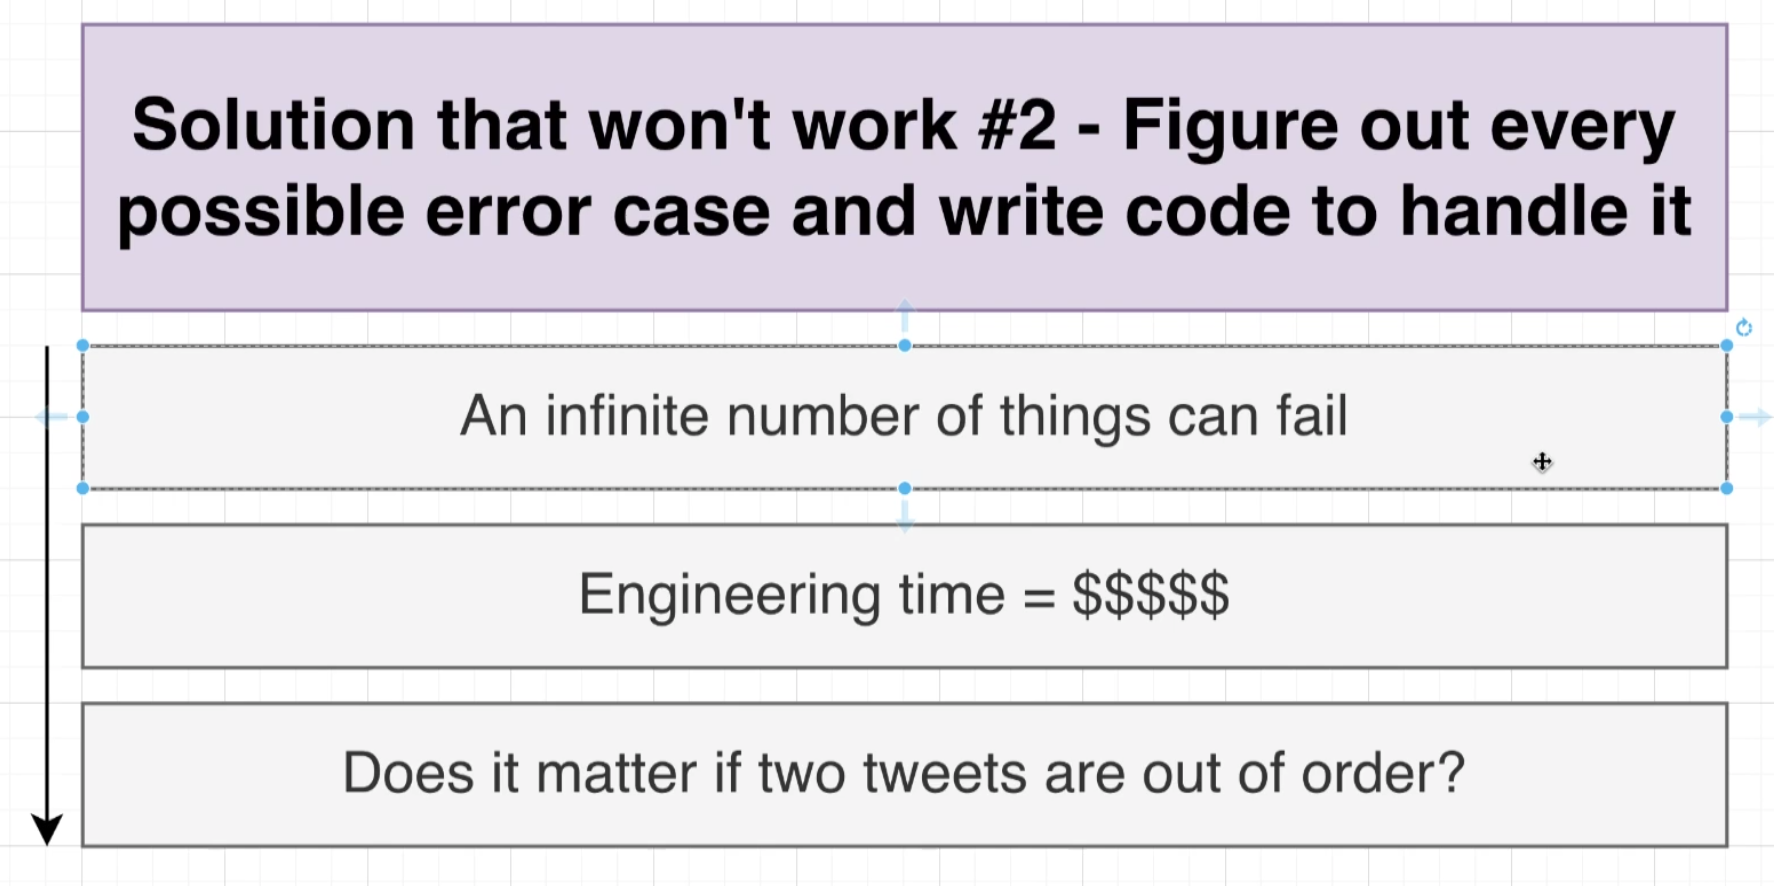 Solution that won't work #2 - Figure out every
possible error case and write code to handle it
An infinite number of things can fail
Engineering time = $$$$$
Does it matter if two tweets are out of order?